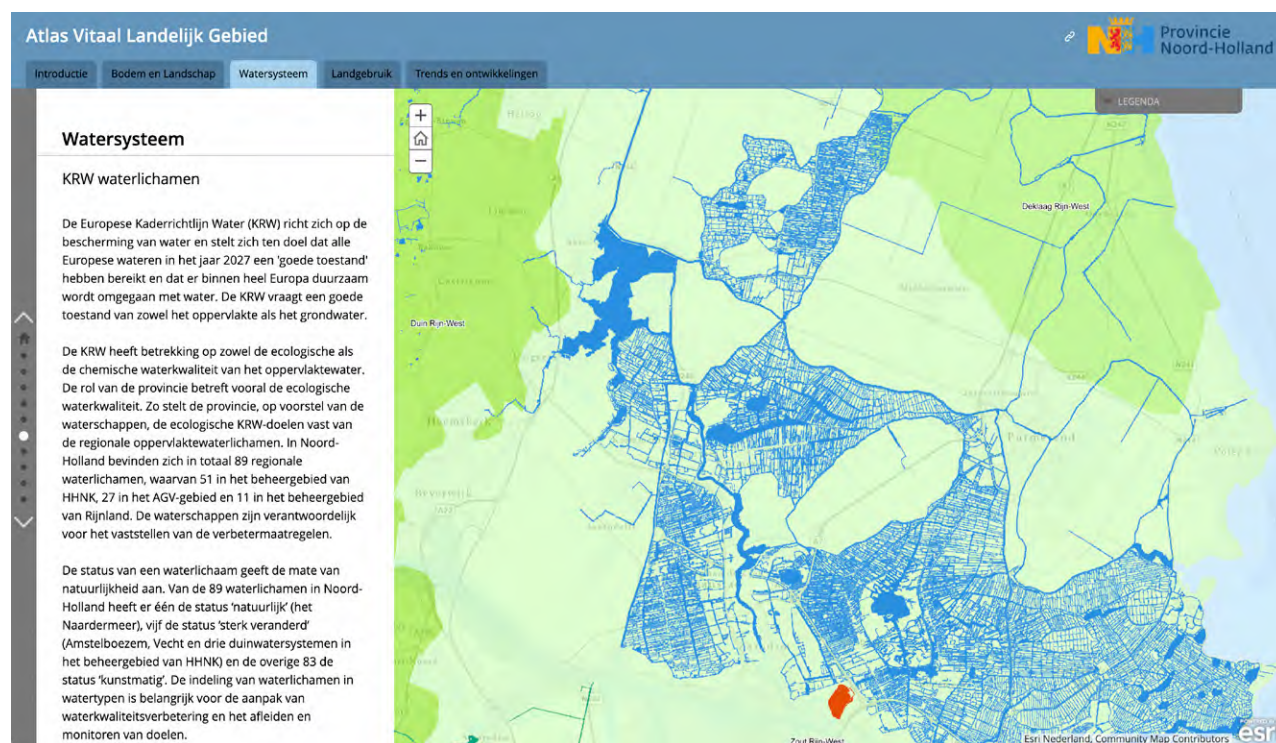 Atlas Vitaal Landelijk Gebied
Provincie
Noord-Holland
Introductie
Bodem en Landschap
Watersysteem
Landgebruik
Trends en ontwikkelingen
LEGENDA
Watersysteem
KRW waterlichamen
De Europese Kaderrichtlijn Water (KRW) richt zich op de
bescherming van water en stelt zich ten doel dat alle
Europese wateren in het jaar 2027 een 'goede toestand'
hebben bereikt en dat er binnen heel Europa duurzaam
wordt omgegaan met water. De KRW vraagt een goede
toestand van zowel het oppervlakte als het grondwater.
De KRW heeft betrekking op zowel de ecologische als
de chemische waterkwaliteit van het oppervlaktewater.
De rol van de provincie betreft vooral de ecologische
waterkwaliteit. Zo stelt de provincie, op voorstel van de
waterschappen, de ecologische KRW-doelen vast van
de regionale oppervlaktewaterlichamen. In Noord-
Holland bevinden zich in totaal 89 regionale
waterlichamen, waarvan 51 in het beheergebied van
HHNK, 27 in het AGV-gebied en 11 in het beheergebied
van Rijnland. De waterschappen zijn verantwoordelijk
voor het vaststellen van de verbetermaatregelen.
De status van een waterlichaam geeft de mate van
natuurlijkheid aan. Van de 89 waterlichamen in Noord-
Holland heeft er één de status 'natuurlijk' (het
Naardermeer), vijf de status 'sterk veranderd'
(Amstelboezem, Vecht en drie duinwatersystemen in
het beheergebied van HHNK) en de overige 83 de
status 'kunstmatig'. De indeling van waterlichamen in
watertypen is belangrijk voor de aanpak van
waterkwaliteitsverbetering en het afleiden en
monitoren van doelen.
Deklaag Rijn-West
Duin Rijn-West
Zout Rijn-West
Esri Nederland, Community Map Contributors
POWERED BY
esri